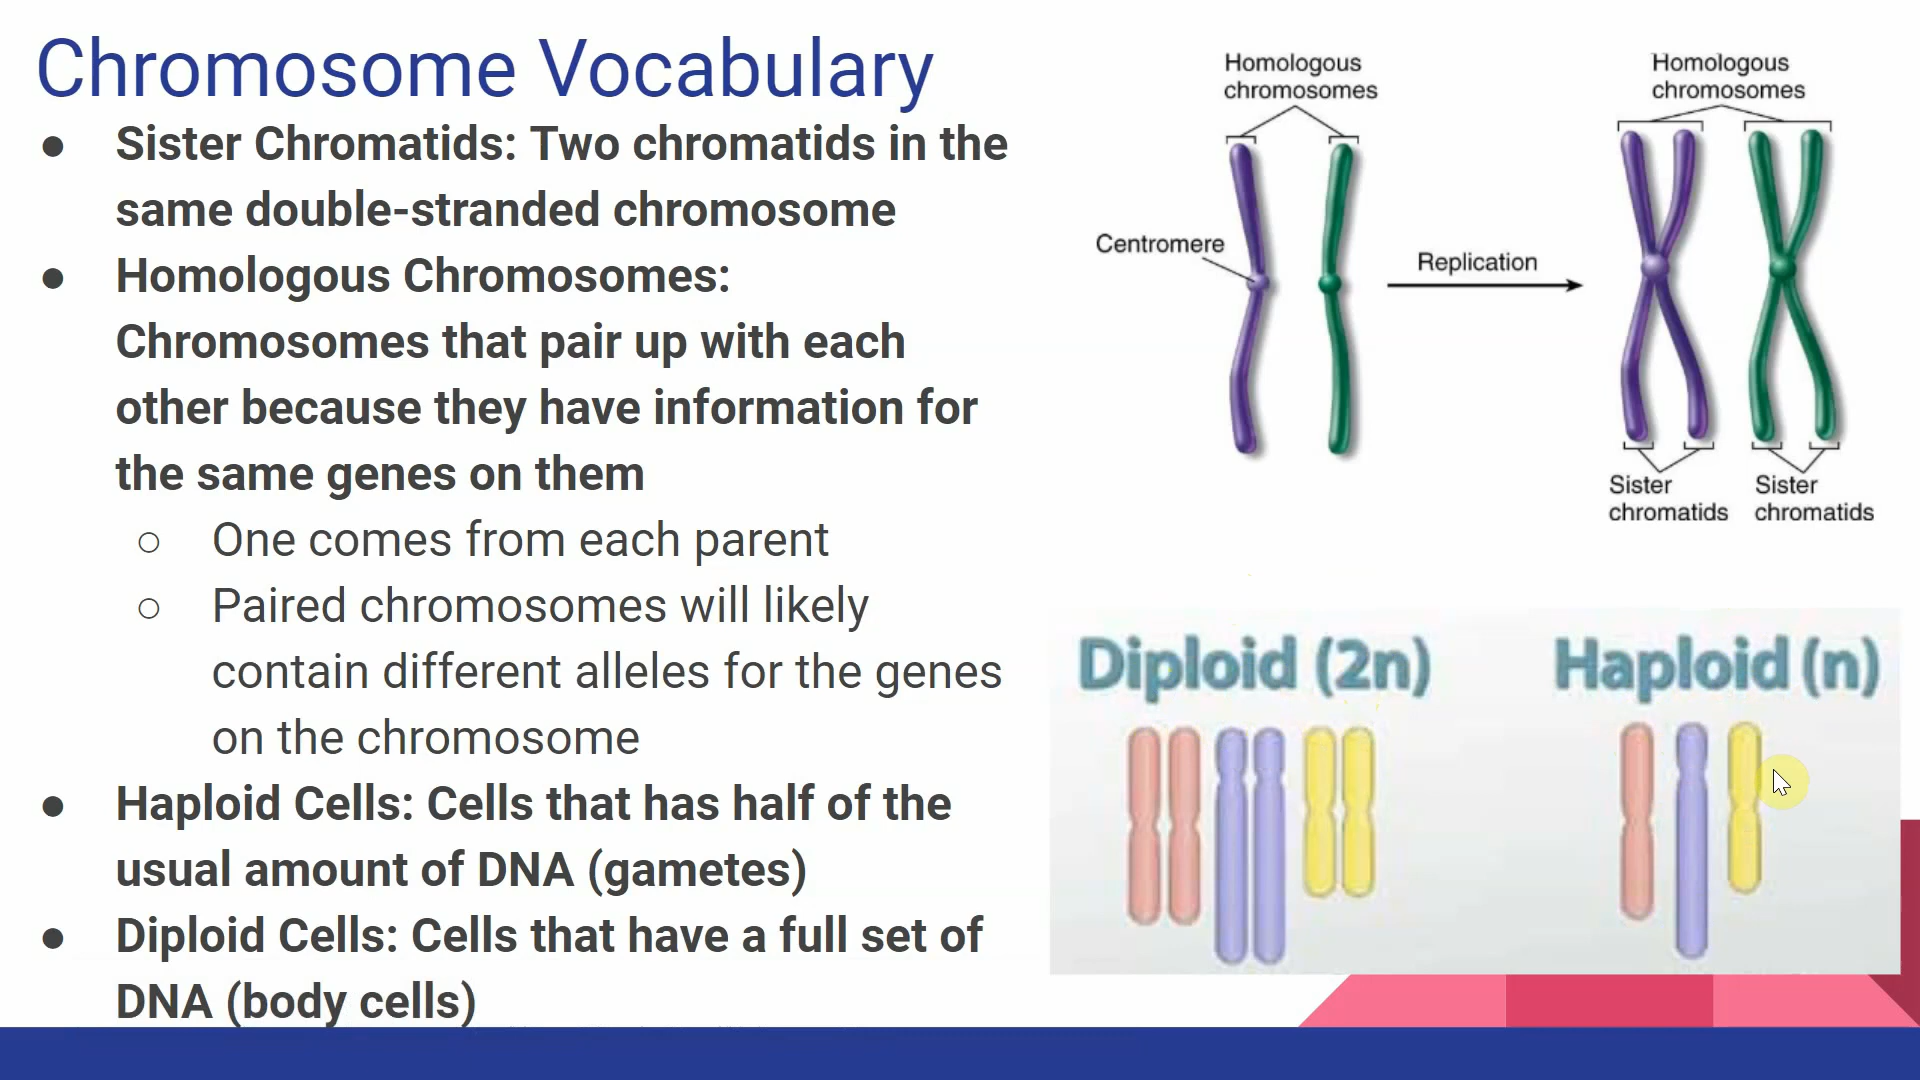 Chromosome Vocabulary
● Sister Chromatids: Two chromatids in the
same double-stranded chromosome
● Homologous Chromosomes:
Chromosomes that pair up with each
other because they have information for
the same genes on them
○ One comes from each parent
○ Paired chromosomes will likely
contain different alleles for the genes
on the chromosome
● Haploid Cells: Cells that has half of the
usual amount of DNA (gametes)
● Diploid Cells: Cells that have a full set of
DNA (body cells)
Homologous
chromosomes
Centromere
Replication
Homologous
chromosomes
Sister
chromatids
Sister
chromatids
Diploid (2n)
Haploid (n)